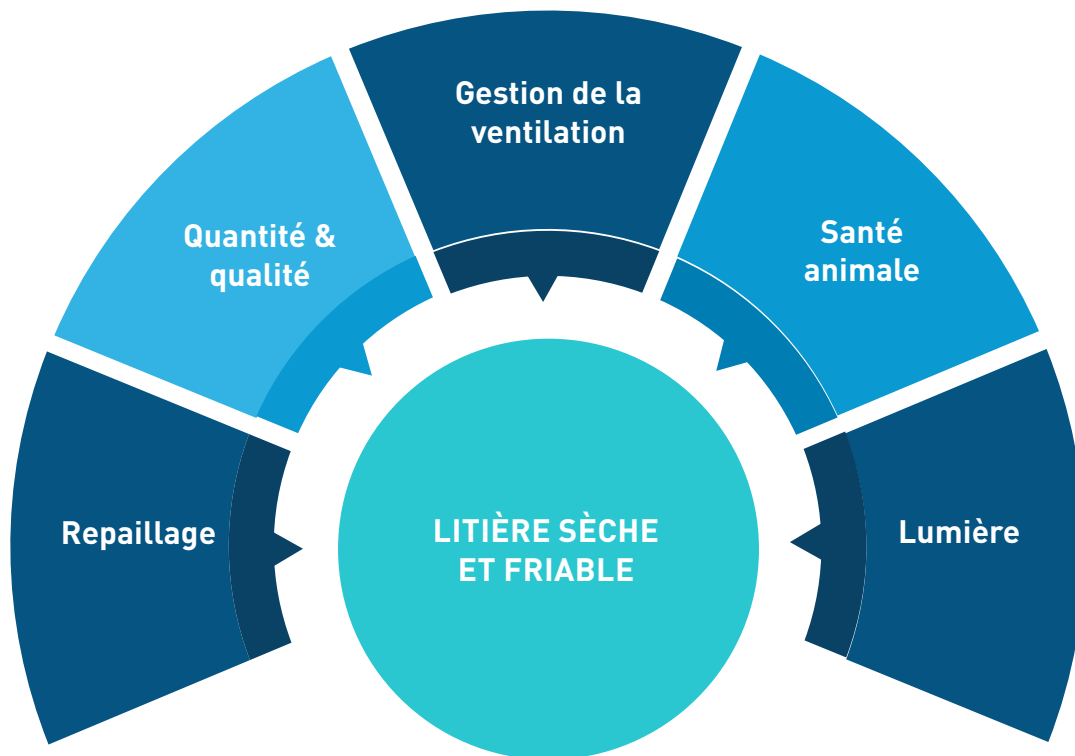 Gestion de la
ventilation
Quantité &
qualité
Santé
animale
Repaillage
Lumière
LITIÈRE SÈCHE
ET FRIABLE